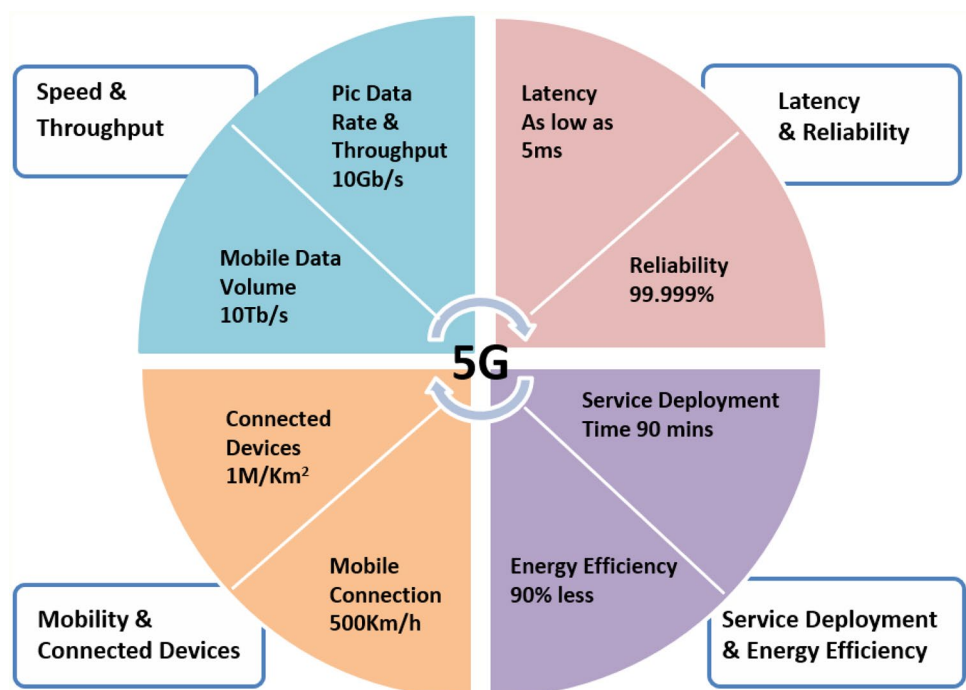 Speed &
Throughput
Pic Data
Rate &
Throughput
10Gb/s
Mobile Data
Volume
10Tb/s
Latency
As low as
5ms
Latency
& Reliability
Reliability
99.999%
5G
Connected
Devices
1M/Km²
Mobile
Connection
500Km/h
Mobility &
Connected Devices
Service Deployment
Time 90 mins
Energy Efficiency
90% less
Service Deployment
& Energy Efficiency